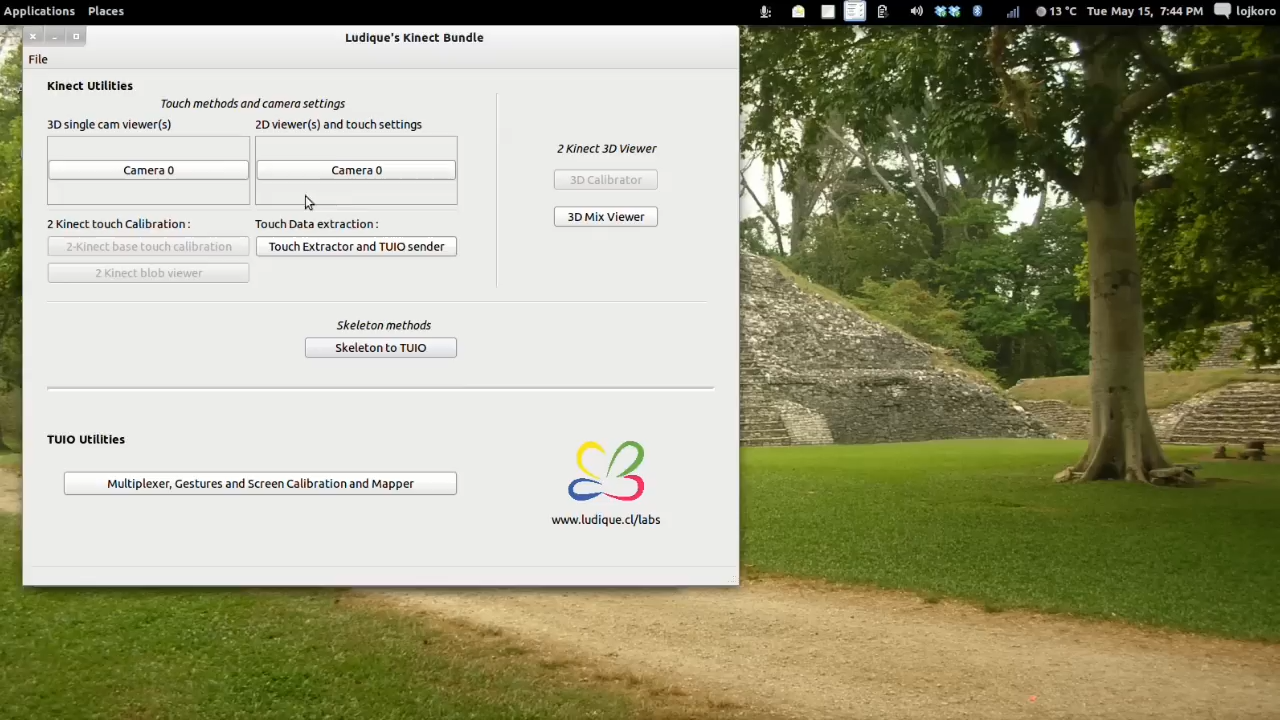 Applications Places 13 °C Tue May 15, 7:44 PM lojkoro
Ludique's Kinect Bundle
File
Kinect Utilities
Touch methods and camera settings
3D single cam viewer(s) 2D viewer(s) and touch settings
Camera 0 Camera 0
2 Kinect touch Calibration : Touch Data extraction :
2-Kinect base touch calibration Touch Extractor and TUIO sender
2 Kinect blob viewer
2 Kinect 3D Viewer
3D Calibrator
3D Mix Viewer
Skeleton methods
Skeleton to TUIO
TUIO Utilities
Multiplexer, Gestures and Screen Calibration and Mapper
www.ludique.cl/labs